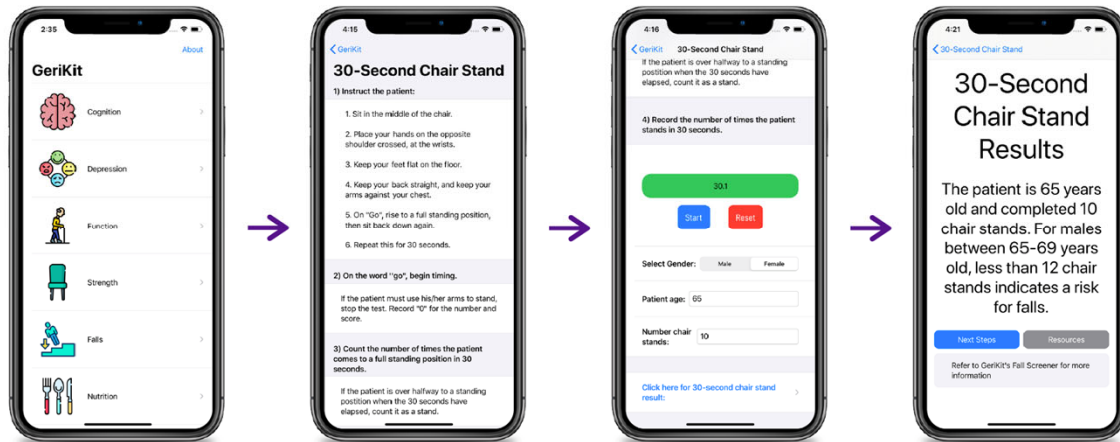 2:35
About
GeriKit
Cognition
Depression
Function
Strength
Falls
Nutrition
4:15
GeriKit
30-Second Chair Stand
1) Instruct the patient:
1. Sit in the middle of the chair.
2. Place your hands on the opposite
shoulder crossed, at the wrists.
3. Keep your feet flat on the floor.
4. Keep your back straight, and keep your
arms against your chest.
5. On "Go", rise to a full standing position,
then sit back down again.
6. Repeat this for 30 seconds.
2) On the word "go", begin timing.
If the patient must use his/her arms to stand,
stop the test. Record "0" for the number and
score.
3) Count the number of times the patient
comes to a full standing position in 30
seconds.
If the patient is over halfway to a standing
postition when the 30 seconds have
elapsed, count it as a stand.
4:16
GeriKit
30-Second Chair Stand
If the patient is over halfway to a standing
postition when the 30 seconds have
elapsed, count it as a stand.
4) Record the number of times the patient
stands in 30 seconds.
30.1
Start
Reset
Select Gender:
Male
Female
Patient age:
65
Number chair
stands:
10
Click here for 30-second chair stand
result:
4:21
30-Second Chair Stand
30-Second
Chair Stand
Results
The patient is 65 years
old and completed 10
chair stands. For males
between 65-69 years
old, less than 12 chair
stands indicates a risk
for falls.
Next Steps
Resources
Refer to GeriKit's Fall Screener for more
information